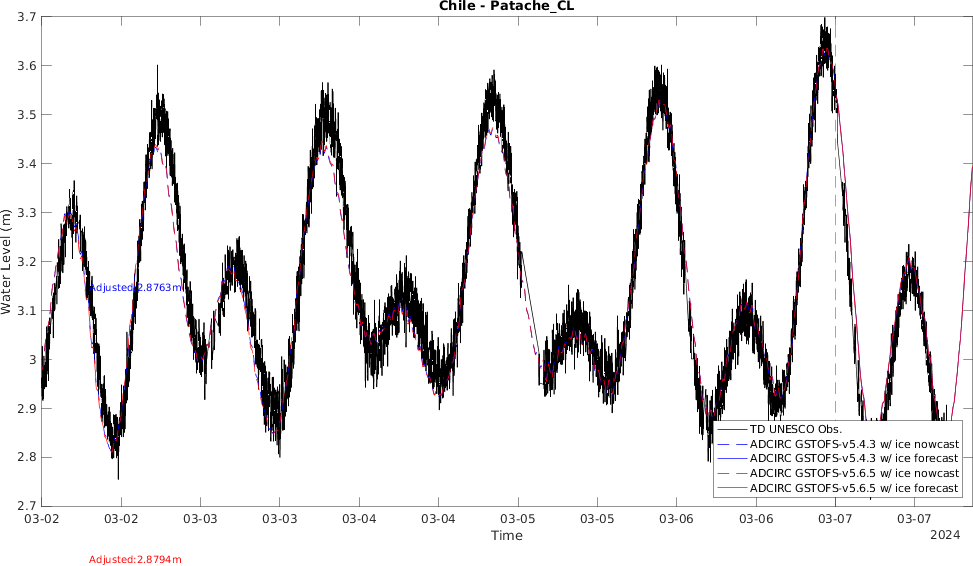 Chile - Patache_CL
3.7
3.6
3.5
3.4
3.3
3.2
3.1
3
2.9
2.8
2.7
Water Level (m)
Adjusted:2.8763m
TD UNESCO Obs.
ADCIRC GSTOFS-v5.4.3 w/ ice nowcast
ADCIRC GSTOFS-v5.4.3 w/ ice forecast
ADCIRC GSTOFS-v5.6.5 w/ ice nowcast
ADCIRC GSTOFS-v5.6.5 w/ ice forecast
03-02 03-02 03-03 03-03 03-04 03-04 03-05 03-05 03-06 03-06 03-07 03-07
Time
2024
Adjusted:2.8794m